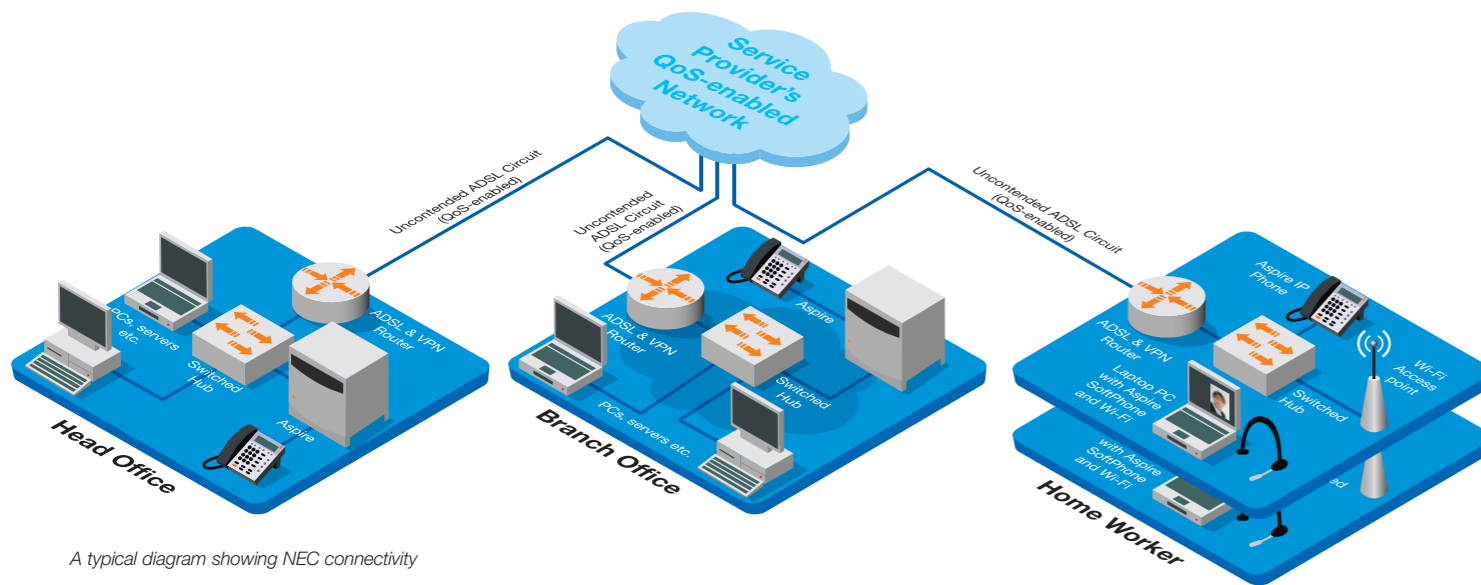 Service
Provider's
QoS-enabled
Network
Uncontended ADSL Circuit
(QoS-enabled)
Uncontended
ADSL Circuit
(QoS-enabled)
Uncontended ADSL Circuit
(QoS-enabled)
PCs, servers
etc.
ADSL & VPN
Router
Switched
Hub
Aspire
Head Office
Aspire
ADSL & VPN
Router
Switched
Hub
PCs, servers etc.
Branch Office
Aspire IP
Phone
ADSL & VPN
Router
Wi-Fi
Access
point
Switched
Hub
Laptop PC
with Aspire
SoftPhone
and Wi-Fi
with Aspire
SoftPhone
and Wi-Fi
Home Worker
A typical diagram showing NEC connectivity